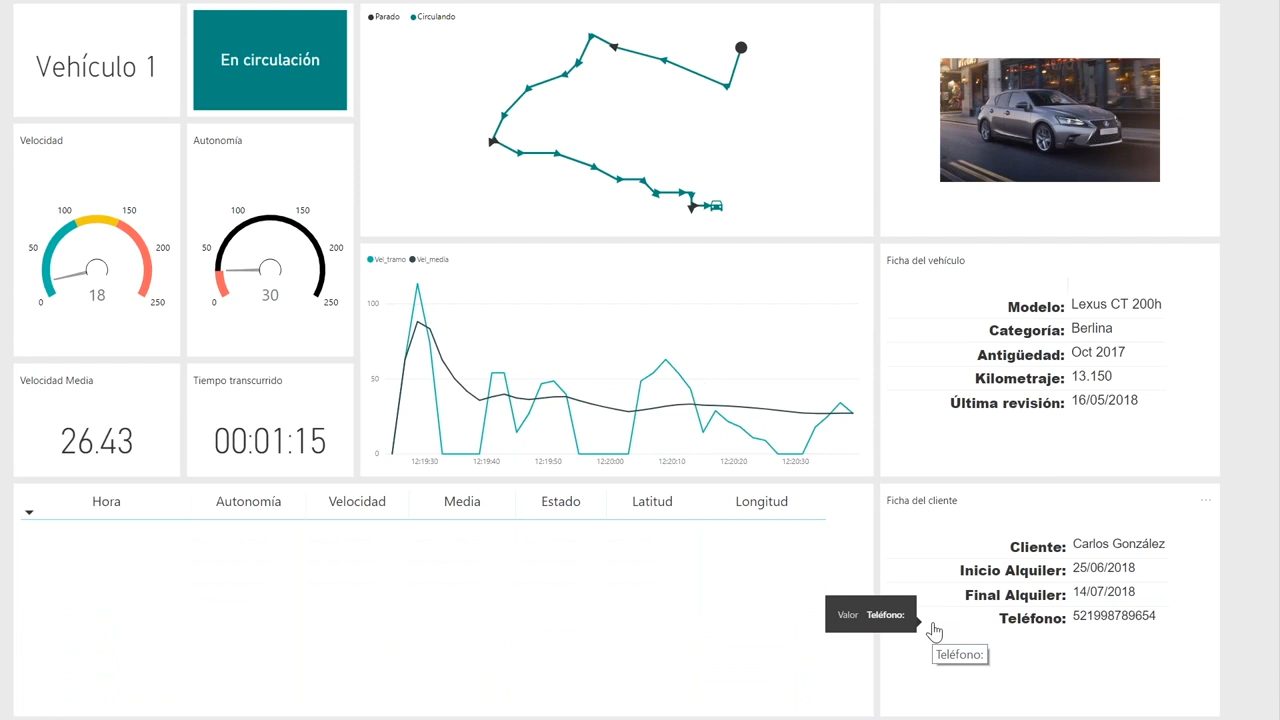 Vehículo 1
En circulación
Parado Circulando
Velocidad
0 50 100 150 200 250
18
Autonomía
0 50 100 150 200 250
30
Vel_tramo Vel_media
100
50
0
12:19:30 12:19:40 12:19:50 12:20:00 12:20:10 12:20:20 12:20:30
Ficha del vehículo
Modelo: Lexus CT 200h
Categoría: Berlina
Antigüedad: Oct 2017
Kilometraje: 13.150
Última revisión: 16/05/2018
Velocidad Media
26.43
Tiempo transcurrido
00:01:15
Hora Autonomía Velocidad Media Estado Latitud Longitud
Ficha del cliente
Cliente: Carlos González
Inicio Alquiler: 25/06/2018
Final Alquiler: 14/07/2018
Teléfono: 521998789654
Valor Teléfono:
Teléfono: